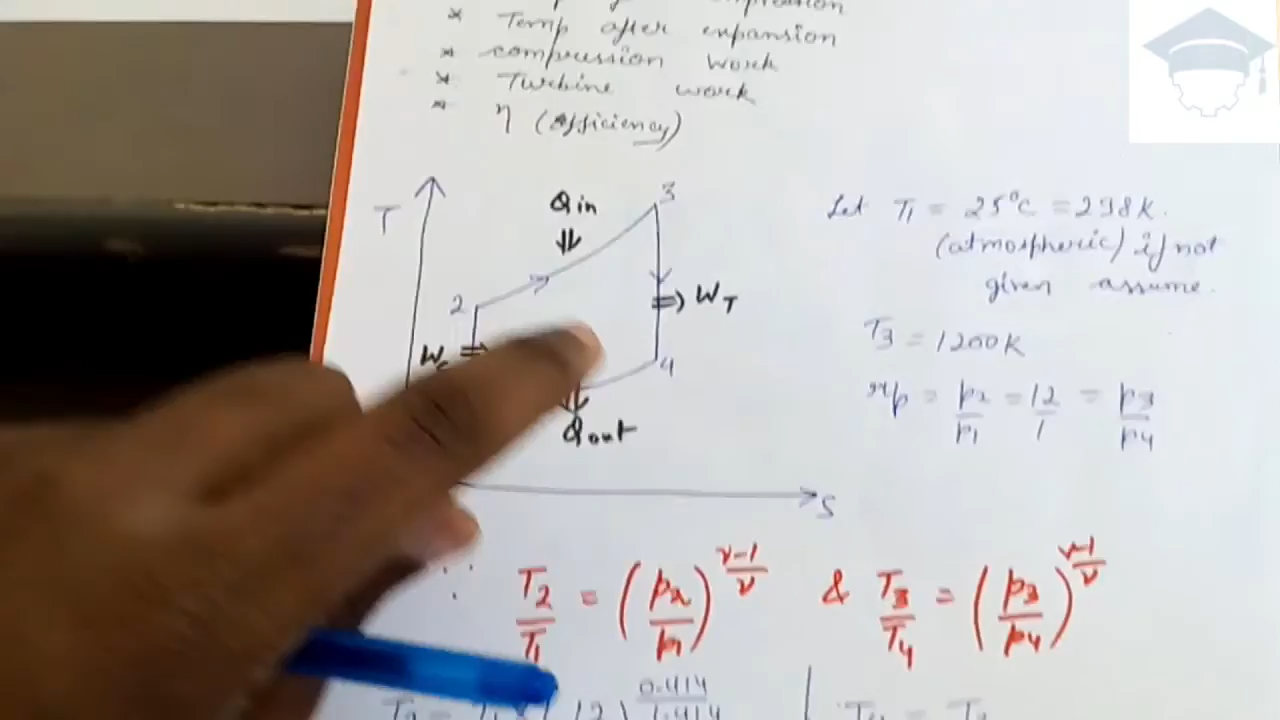 * Temp after expansion
* compression work
* Turbine work
* η (efficiency)
T
Qin
3
2
W_T
4
Qout
S
Let T1 = 25°C = 298K.
(atmospheric) if not
given assume.
T3 = 1200K
rp = p2/p1 = 12/1 = p3/p4
∵ T2/T1 = (p2/p1)^(γ-1/γ) & T3/T4 = (p3/p4)^(γ-1/γ)